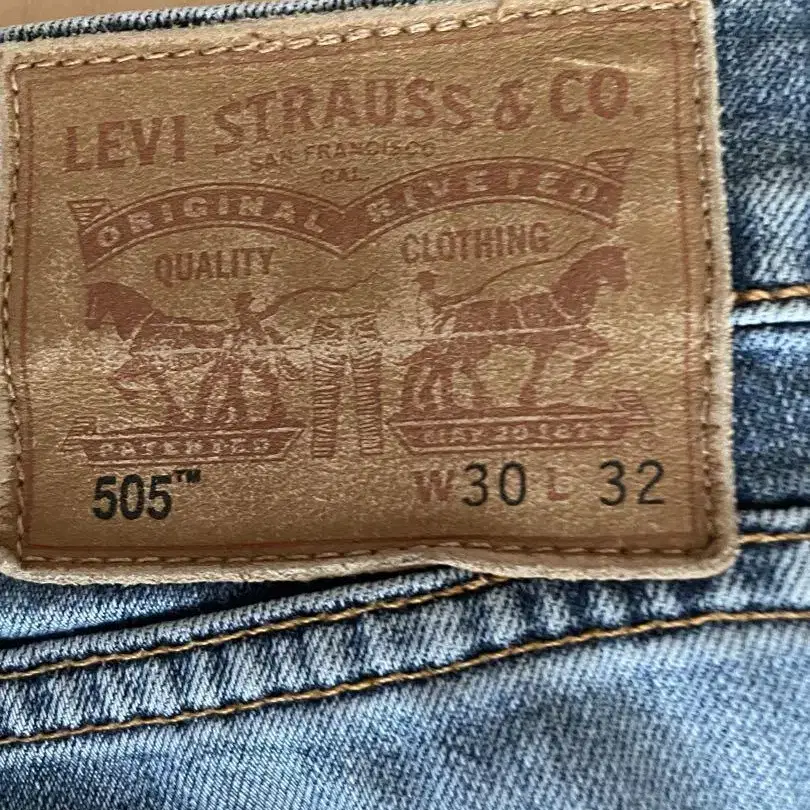 LEVI STRAUSS & CO.
SAN FRANCISCO
CAL.
ORIGINAL RIVETED
QUALITY CLOTHING
505™ W30 L 32